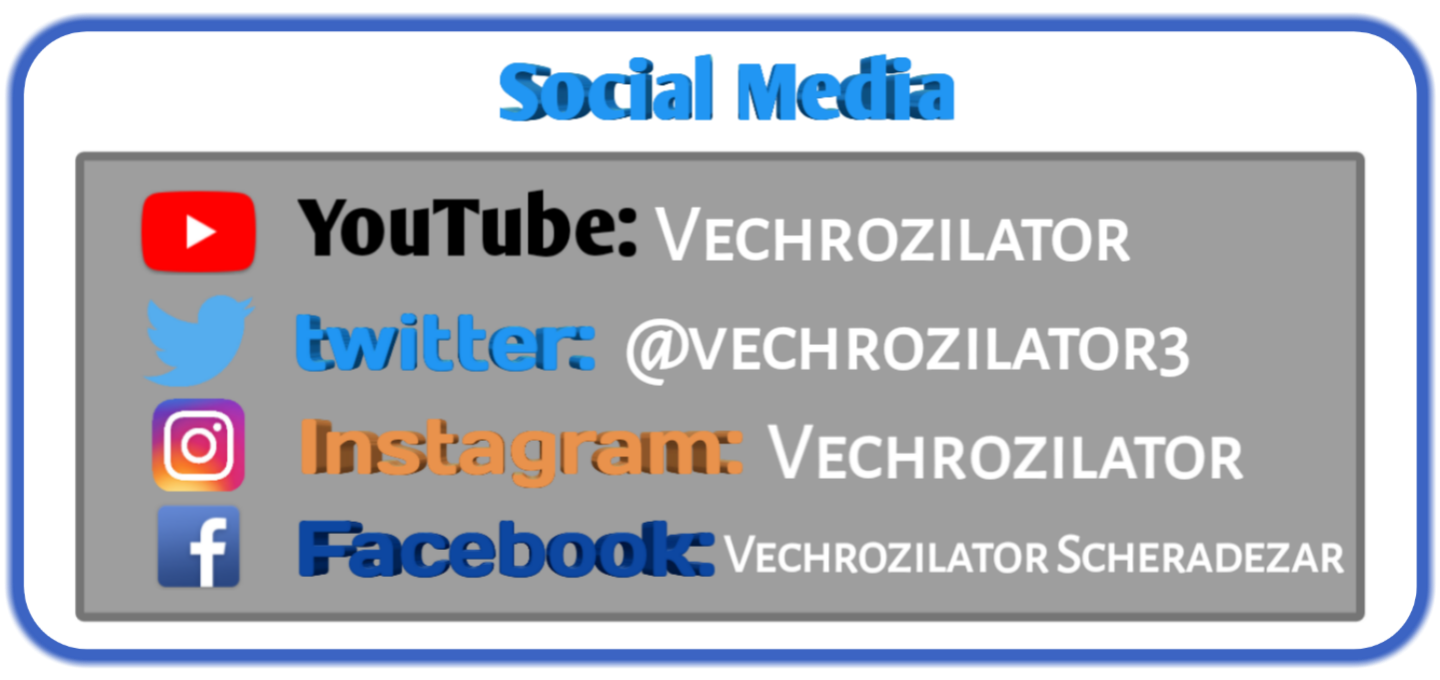 Social Media
YouTube: Vechrozilator
twitter: @vechrozilator3
Instagram: Vechrozilator
Facebook: Vechrozilator Scheradezar